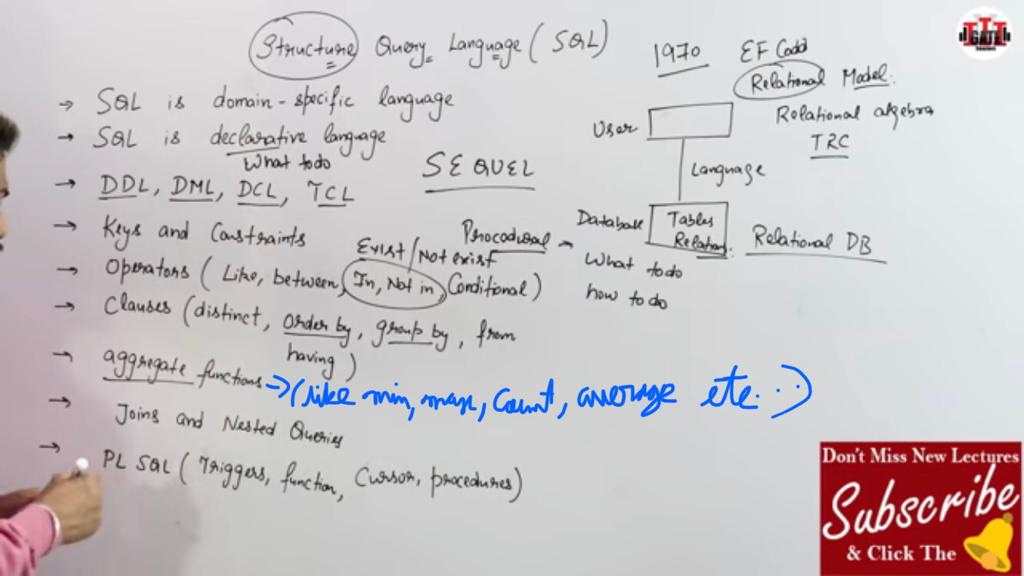 Structure Query Language (SQL)
1970 EF Codd
Relational Model.
Relational algebra
TRC
→ SQL is domain-specific language
→ SQL is declarative language
What to do
SEQUEL
→ DDL, DML, DCL, TCL
→ Keys and Constraints
Exist/Not exist
→ Operators (Like, between, In, Not in, Conditional)
→ Clauses (distinct, order by, group by, from
having)
→ aggregate functions → (like min, max, count, average etc...)
→ Joins and Nested Queries
→ PL SQL (Triggers, function, Cursor, procedures)
User
Language
Database Tables
Relations.
Relational DB
Procedural →
What to do
how to do
GATE
Don't Miss New Lectures
Subscribe
& Click The